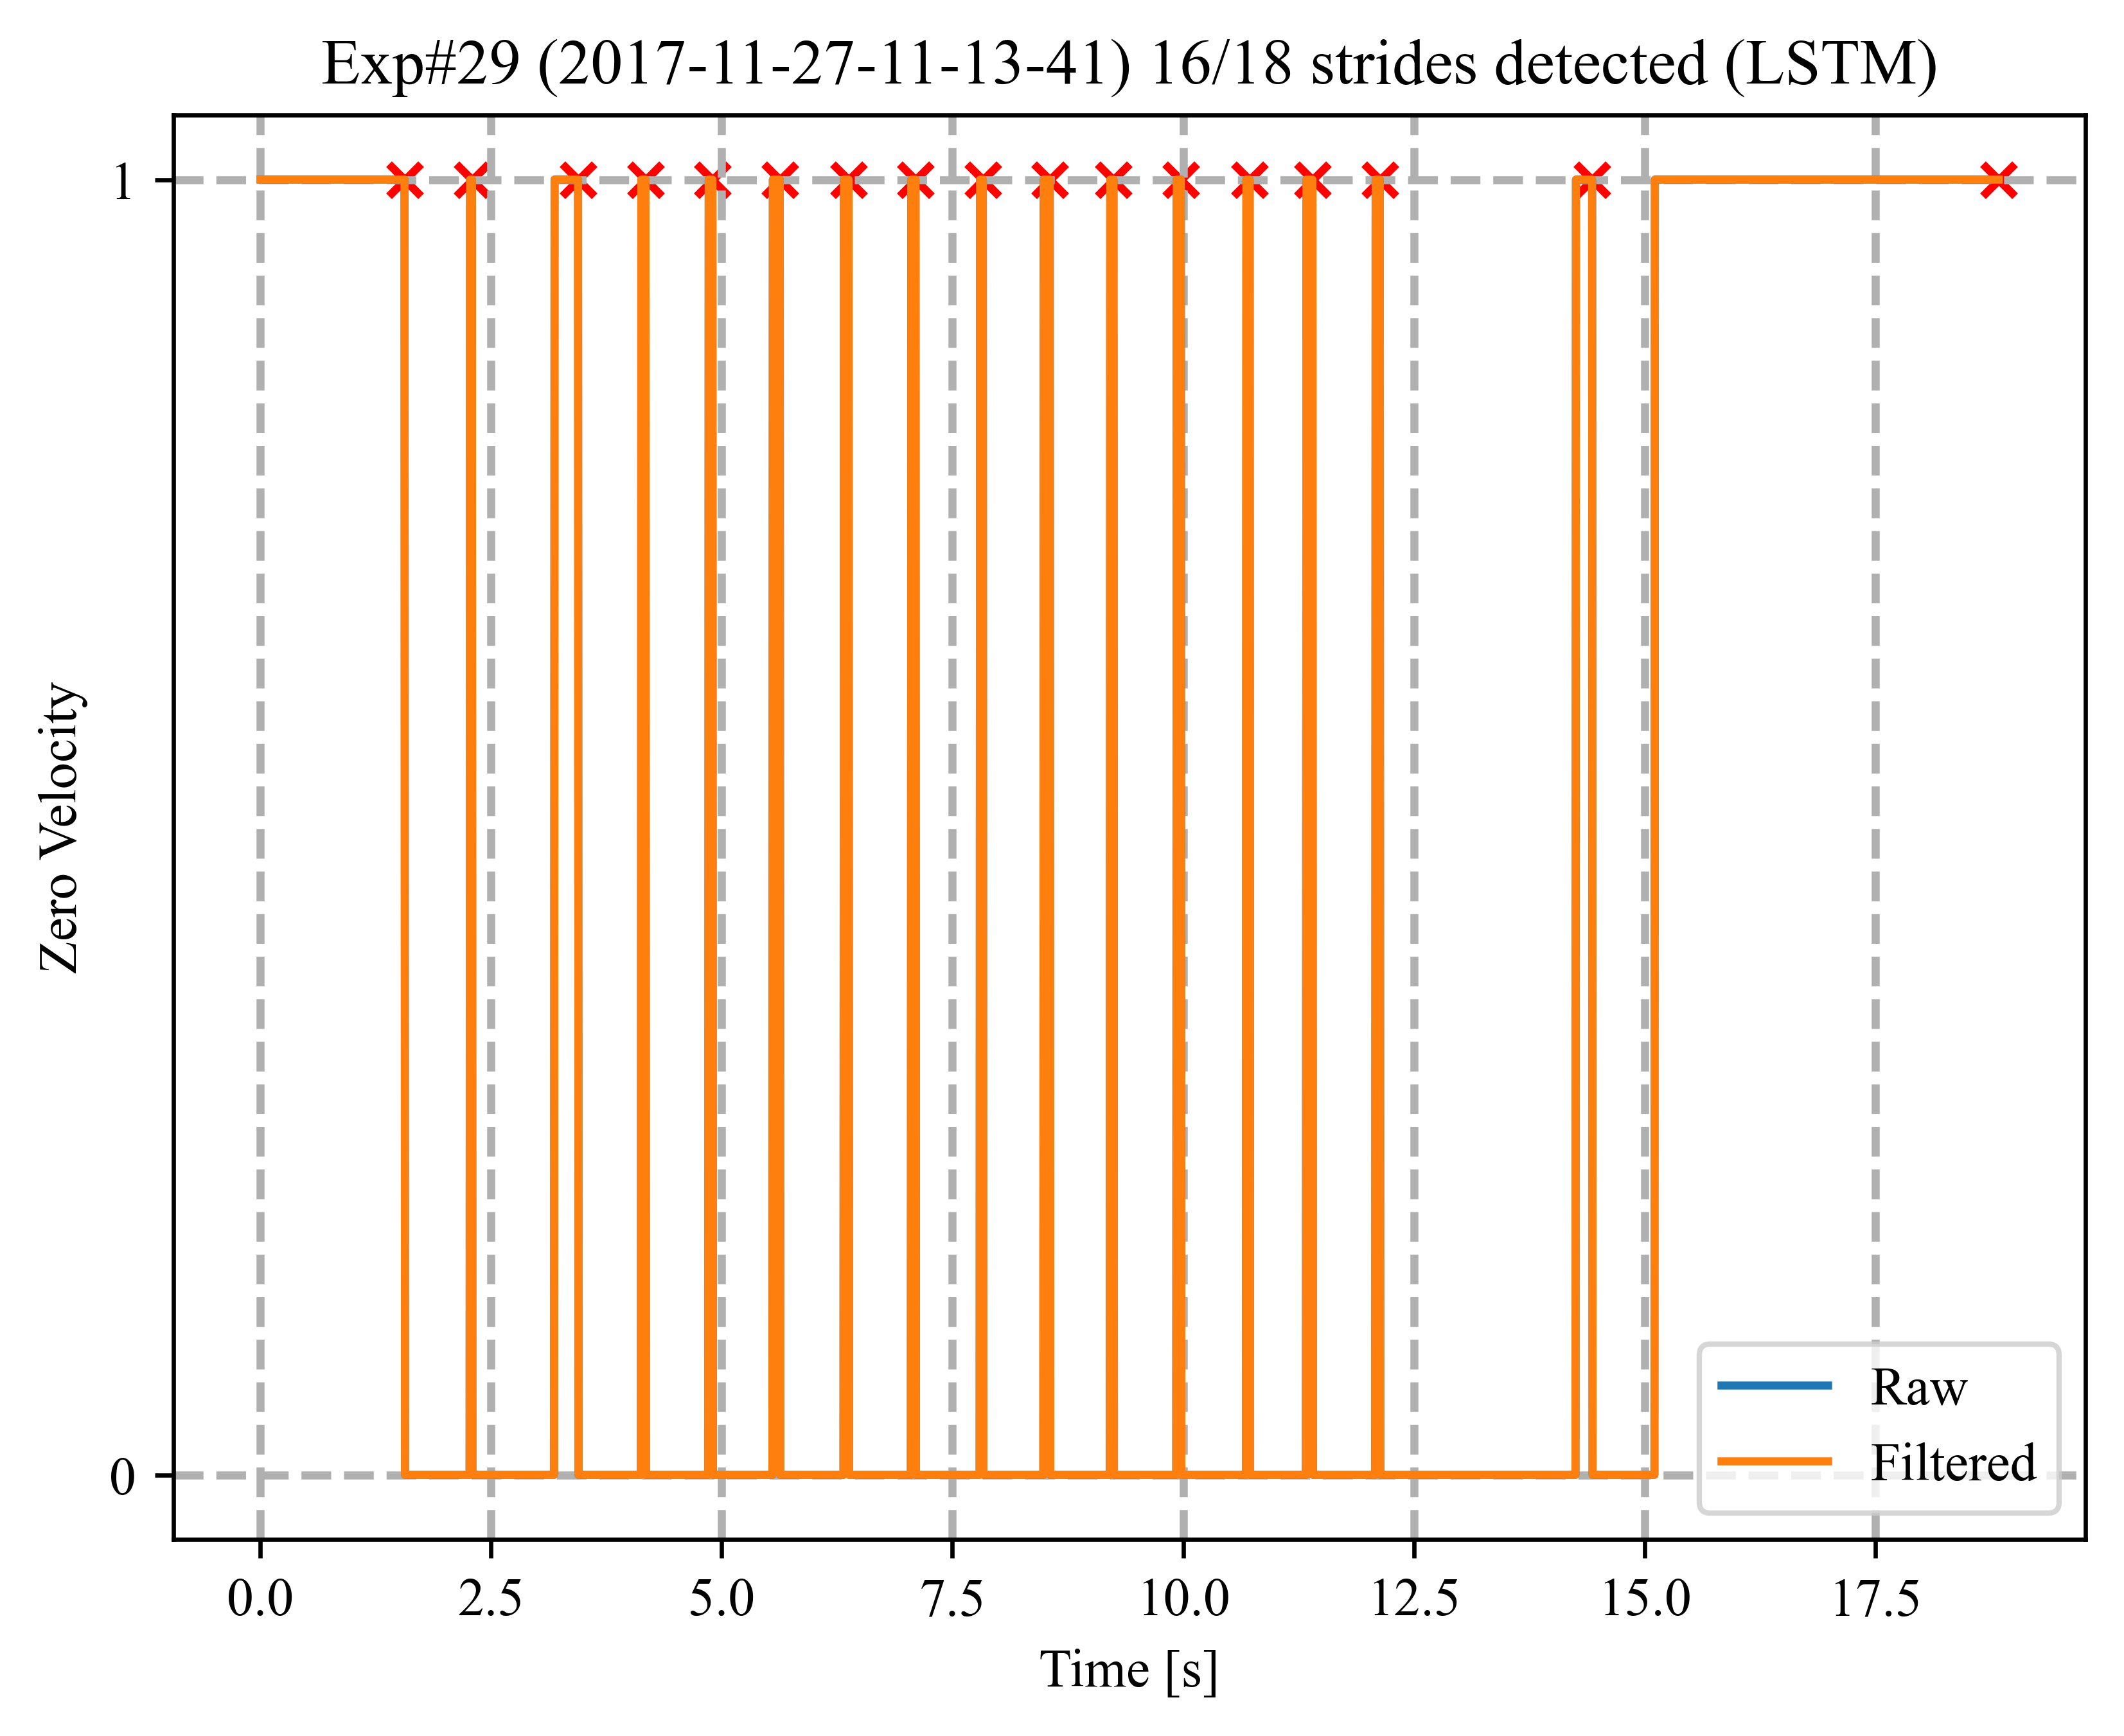 Exp#29 (2017-11-27-11-13-41) 16/18 strides detected (LSTM)
1
0
Zero Velocity
0.0 2.5 5.0 7.5 10.0 12.5 15.0 17.5
Time [s]
Raw
Filtered